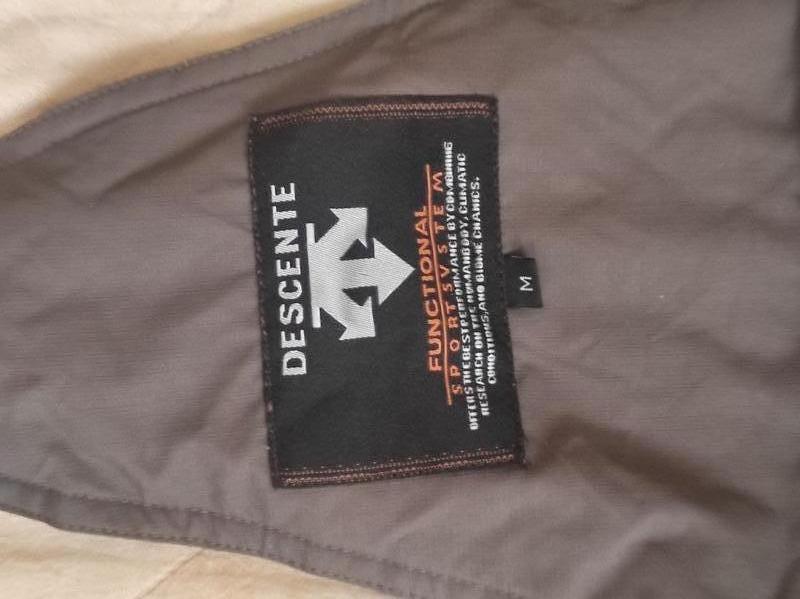 DESCENTE
FUNCTIONAL
SPORT SYSTEM
OFFERS THE BEST PERFORMANCE BY COMBINING
RESEARCH ON THE HUMAN BODY, CLIMATIC
CONDITIONS, AND BIOMECHANICS.
M